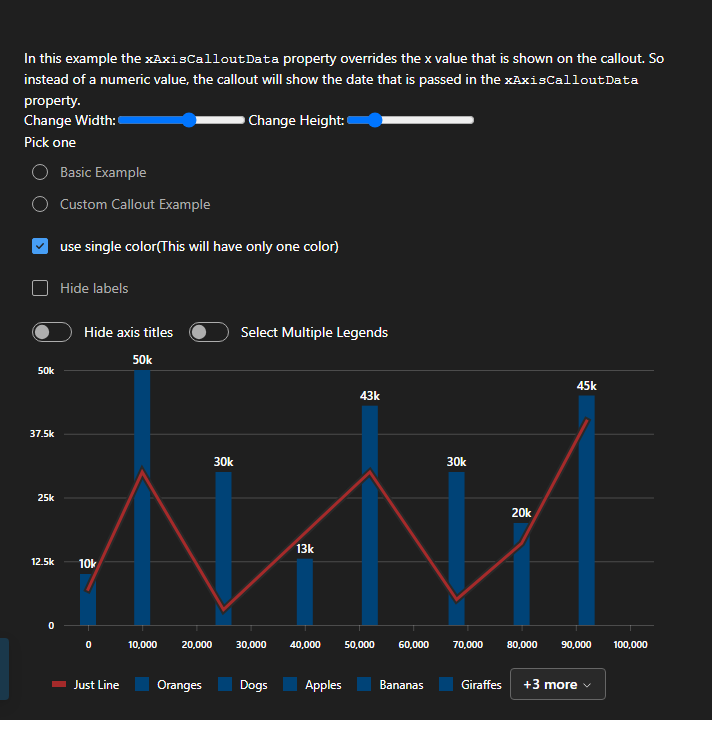 In this example the xAxisCalloutData property overrides the x value that is shown on the callout. So
instead of a numeric value, the callout will show the date that is passed in the xAxisCalloutData
property.
Change Width: Change Height:
Pick one
Basic Example
Custom Callout Example
use single color(This will have only one color)
Hide labels
Hide axis titles Select Multiple Legends
50k
50k
43k
45k
37.5k
30k
30k
25k
20k
13k
12.5k
10k
0
0 10,000 20,000 30,000 40,000 50,000 60,000 70,000 80,000 90,000 100,000
Just Line Oranges Dogs Apples Bananas Giraffes +3 more